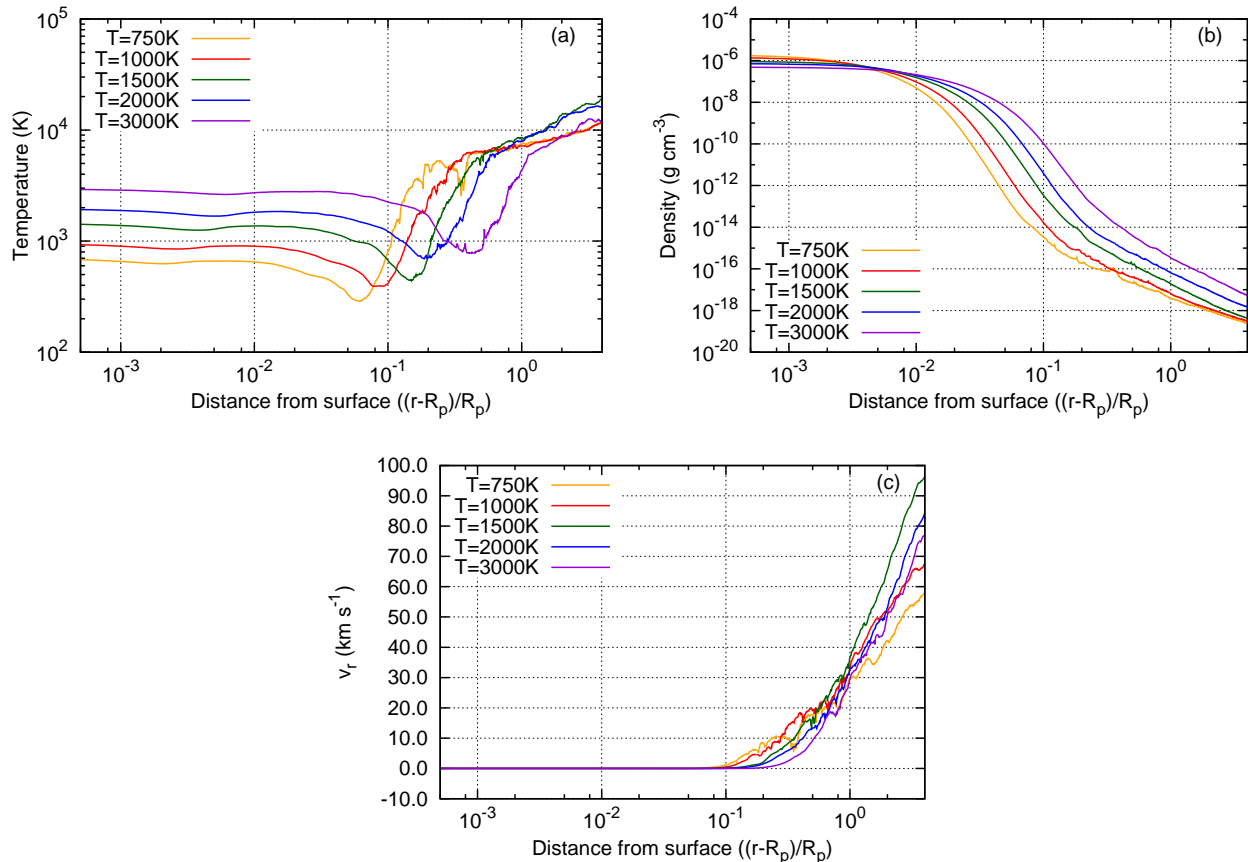 (a)
T=750K
T=1000K
T=1500K
T=2000K
T=3000K
10^5
10^4
10^3
10^2
Temperature (K)
10^-3 10^-2 10^-1 10^0
Distance from surface ((r-R_p)/R_p)
(b)
10^-4
10^-6
10^-8
10^-10
10^-12
10^-14
10^-16
10^-18
10^-20
Density (g cm^-3)
T=750K
T=1000K
T=1500K
T=2000K
T=3000K
10^-3 10^-2 10^-1 10^0
Distance from surface ((r-R_p)/R_p)
(c)
T=750K
T=1000K
T=1500K
T=2000K
T=3000K
100.0
90.0
80.0
70.0
60.0
50.0
40.0
30.0
20.0
10.0
0.0
-10.0
v_r (km s^-1)
10^-3 10^-2 10^-1 10^0
Distance from surface ((r-R_p)/R_p)